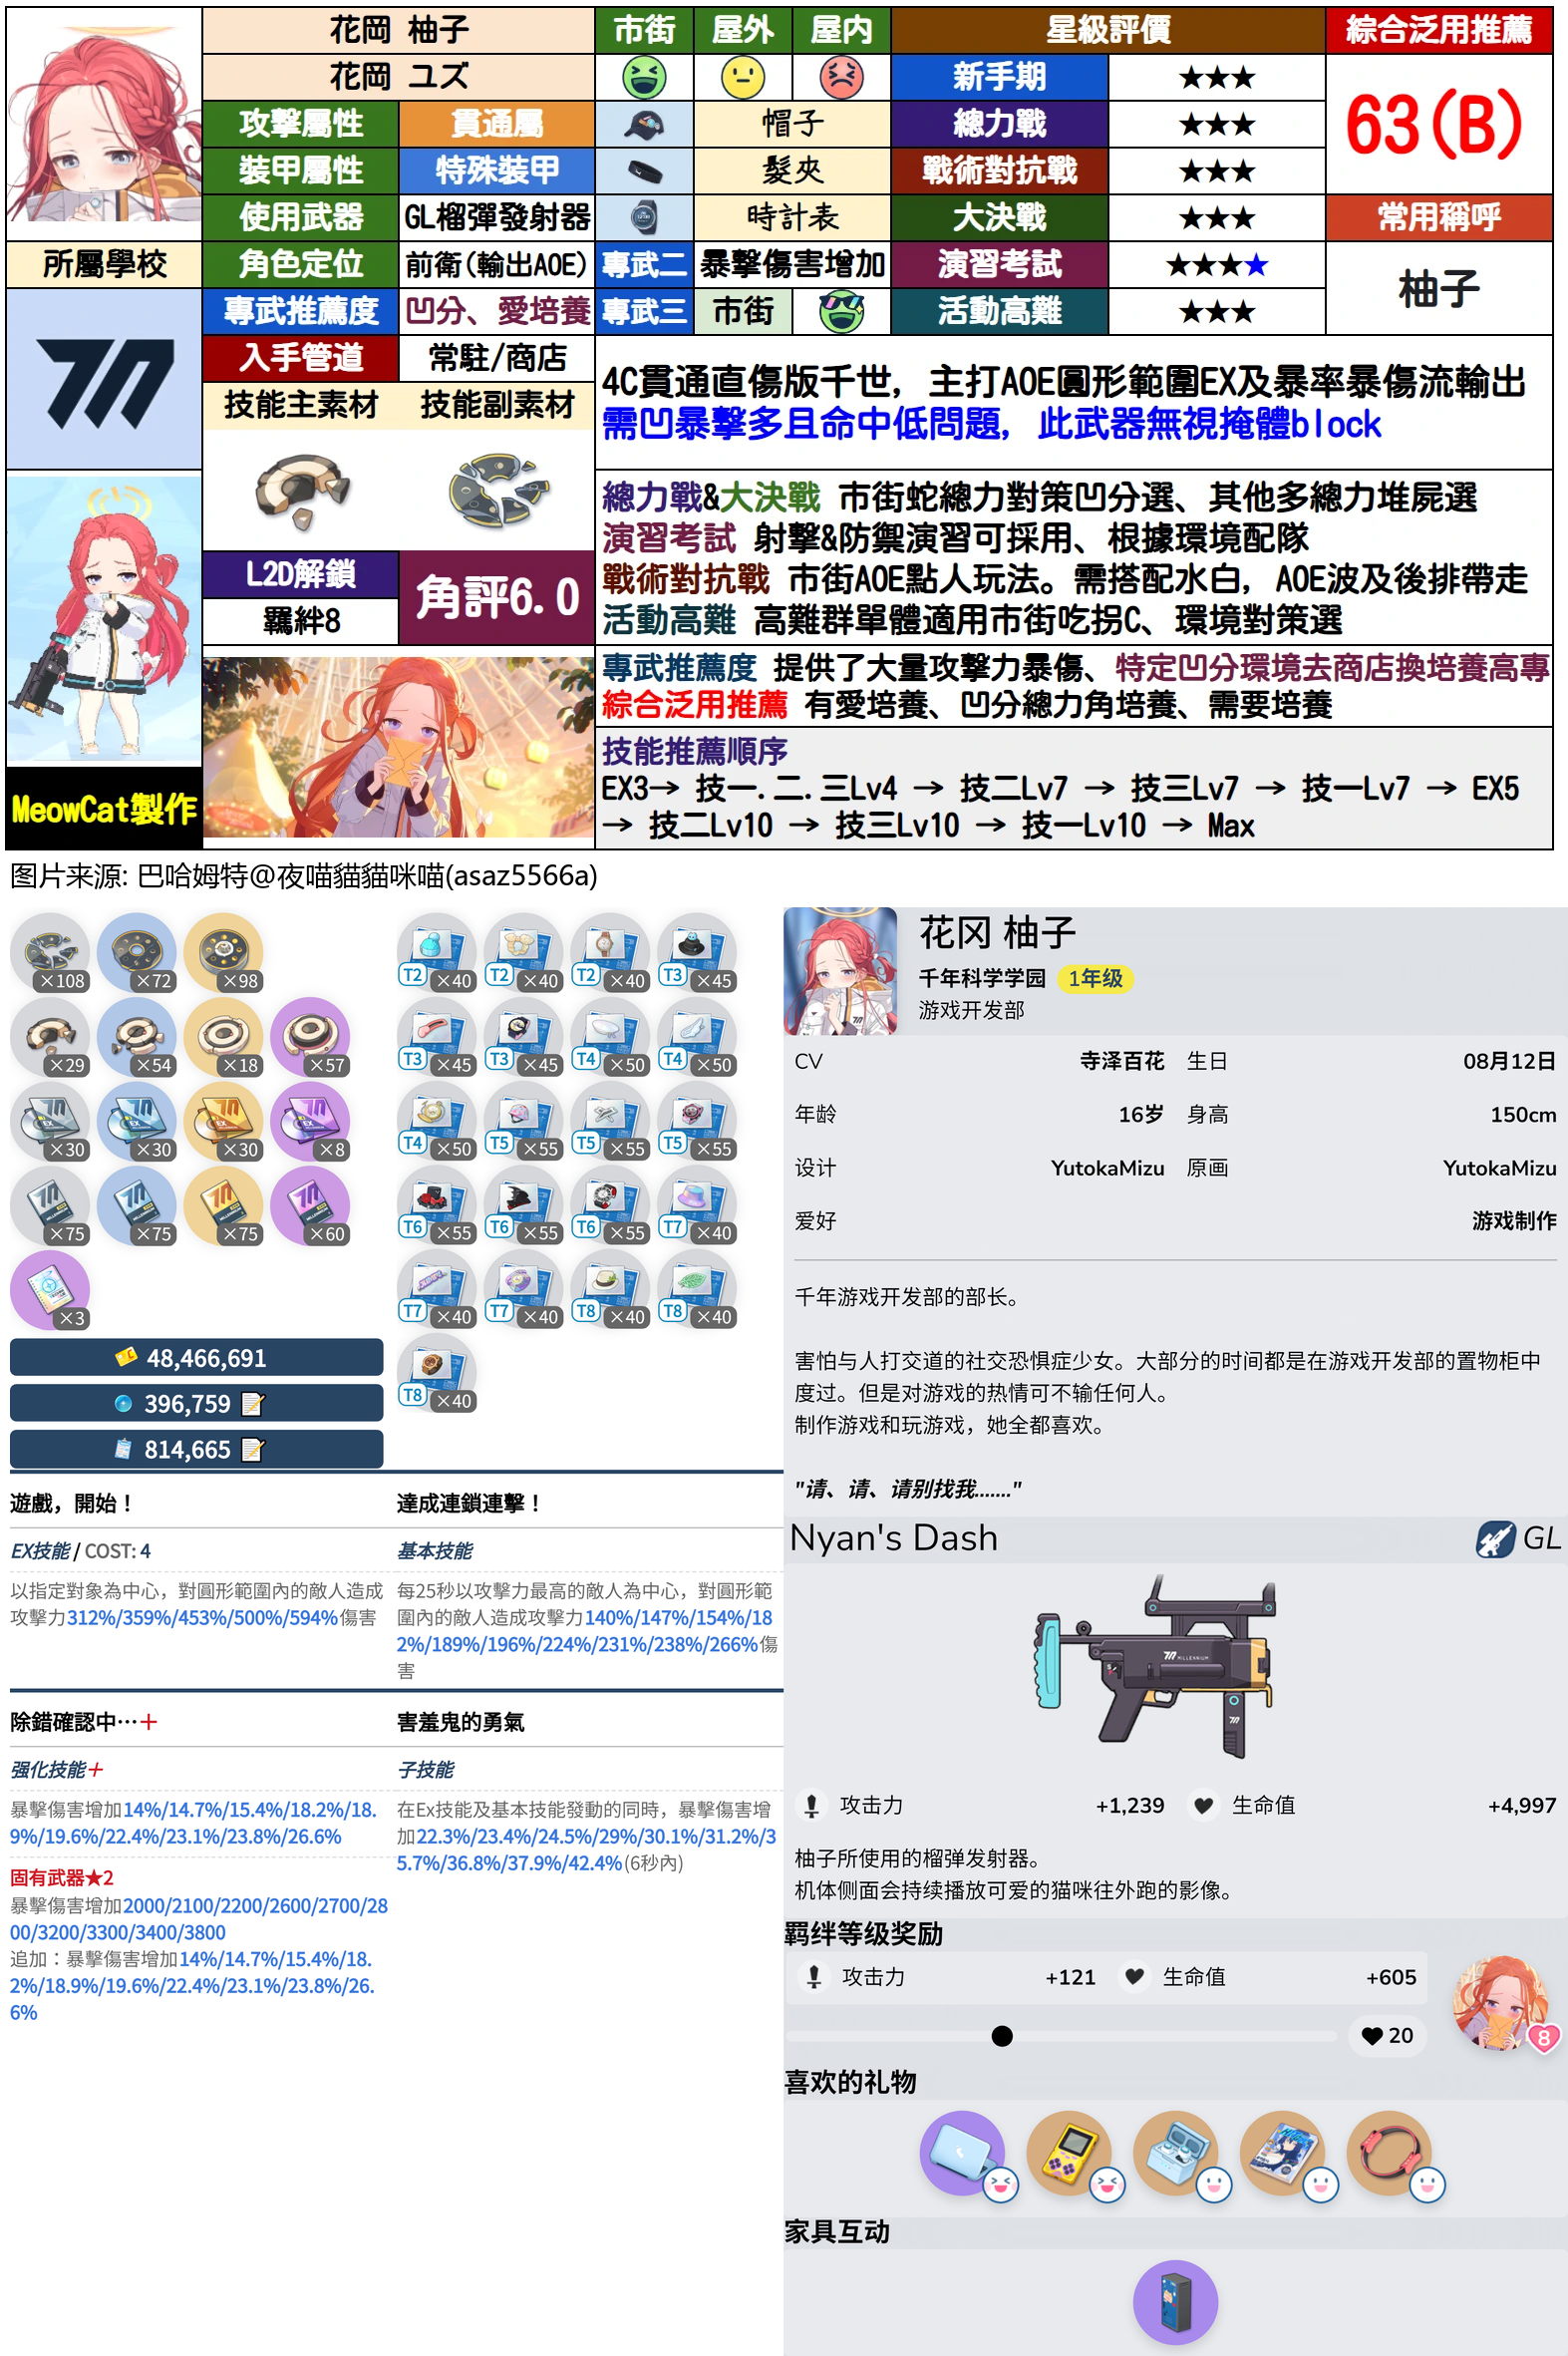 花岡 柚子
市街
屋外
屋内
星級評價
綜合泛用推薦
花岡 ユズ
新手期
★★★
63(B)
攻擊屬性
貫通屬
帽子
總力戰
★★★
裝甲屬性
特殊裝甲
髮夾
戰術對抗戰
★★★
使用武器
GL榴彈發射器
時計表
大決戰
★★★
常用稱呼
所屬學校
角色定位
前衛(輸出AOE)
專武二
暴擊傷害增加
演習考試
★★★★
柚子
專武推薦度
凹分、愛培養
專武三
市街
活動高難
★★★
入手管道
常駐/商店
4C貫通直傷版千世, 主打AOE圓形範圍EX及暴率暴傷流輸出
需凹暴擊多且命中低問題, 此武器無視掩體block
技能主素材
技能副素材
總力戰&大決戰 市街蛇總力對策凹分選、其他多總力堆屍選
演習考試 射擊&防禦演習可採用、根據環境配隊
戰術對抗戰 市街AOE點人玩法。需搭配水白, AOE波及後排帶走
活動高難 高難群單體適用市街吃拐C、環境對策選
L2D解鎖
羈絆8
角評6.0
專武推薦度 提供了大量攻擊力暴傷、特定凹分環境去商店換培養高專
綜合泛用推薦 有愛培養、凹分總力角培養、需要培養
技能推薦順序
EX3→ 技一.二.三Lv4 → 技二Lv7 → 技三Lv7 → 技一Lv7 → EX5
→ 技二Lv10 → 技三Lv10 → 技一Lv10 → Max
MeowCat製作
图片来源: 巴哈姆特@夜喵貓貓咪喵(asaz5566a)
×108
×72
×98
×29
×54
×18
×57
×30
×30
×30
×8
×75
×75
×75
×60
×3
48,466,691
396,759
814,665
T2 ×40
T2 ×40
T2 ×40
T3 ×45
T3 ×45
T3 ×45
T4 ×50
T4 ×50
T4 ×50
T5 ×55
T5 ×55
T5 ×55
T6 ×55
T6 ×55
T6 ×55
T7 ×40
T7 ×40
T7 ×40
T8 ×40
T8 ×40
T8 ×40
遊戲，開始！
EX技能 / COST: 4
以指定對象為中心，對圓形範圍內的敵人造成
攻擊力312%/359%/453%/500%/594%傷害
達成連鎖連擊！
基本技能
每25秒以攻擊力最高的敵人為中心，對圓形範
圍內的敵人造成攻擊力140%/147%/154%/18
2%/189%/196%/224%/231%/238%/266%傷
害
除錯確認中…＋
强化技能＋
暴擊傷害增加14%/14.7%/15.4%/18.2%/18.
9%/19.6%/22.4%/23.1%/23.8%/26.6%
固有武器★2
暴擊傷害增加2000/2100/2200/2600/2700/28
00/3200/3300/3400/3800
追加：暴擊傷害增加14%/14.7%/15.4%/18.
2%/18.9%/19.6%/22.4%/23.1%/23.8%/26.
6%
害羞鬼的勇氣
子技能
在Ex技能及基本技能發動的同時，暴擊傷害增
加22.3%/23.4%/24.5%/29%/30.1%/31.2%/3
5.7%/36.8%/37.9%/42.4%(6秒內)
花冈 柚子
千年科学学园 1年级
游戏开发部
CV 寺泽百花 生日 08月12日
年龄 16岁 身高 150cm
设计 YutokaMizu 原画 YutokaMizu
爱好 游戏制作
千年游戏开发部的部长。
害怕与人打交道的社交恐惧症少女。大部分的时间都是在游戏开发部的置物柜中
度过。但是对游戏的热情可不输任何人。
制作游戏和玩游戏，她全都喜欢。
"请、请、请别找我......."
Nyan's Dash
GL
MILLENNIUM
攻击力 +1,239 生命值 +4,997
柚子所使用的榴弹发射器。
机体侧面会持续播放可爱的猫咪往外跑的影像。
羁绊等级奖励
攻击力 +121 生命值 +605
20
8
喜欢的礼物
家具互动